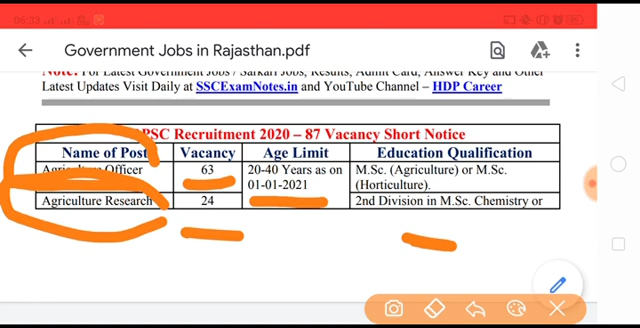 06:33
Government Jobs in Rajasthan.pdf
Note: For Latest Government Jobs / Sarkari Jobs, Results, Admit Card, Answer Key and Other
Latest Updates Visit Daily at SSCExamNotes.in and YouTube Channel – HDP Career
PSC Recruitment 2020 – 87 Vacancy Short Notice
Name of Post Vacancy Age Limit Education Qualification
Agriculture Officer 63 20-40 Years as on M.Sc. (Agriculture) or M.Sc.
01-01-2021 (Horticulture).
Agriculture Research 24 2nd Division in M.Sc. Chemistry or